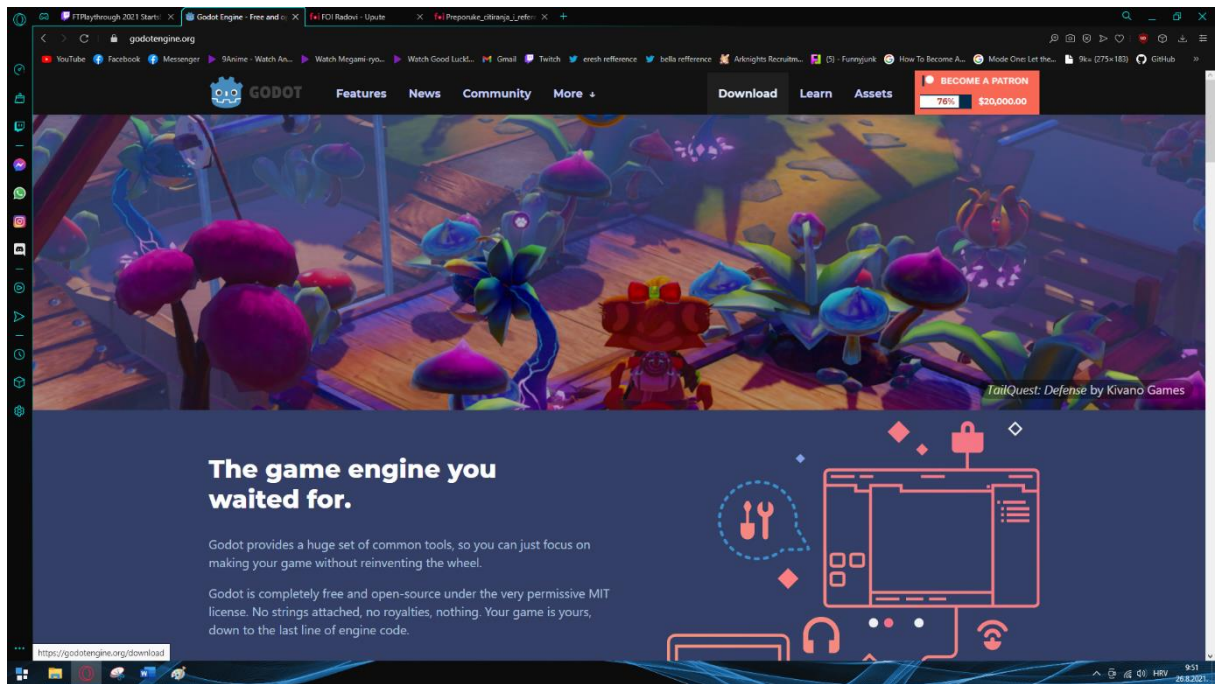 FTPlaythrough 2021 Starts!
Godot Engine - Free and op
FOI Radovi - Upute
Preporuke_citiranja_i_refere
godotengine.org
YouTube Facebook Messenger 9Anime - Watch An... Watch Megami-ryo... Watch Good Luck!... Gmail Twitch eresh refference bella refference Arknights Recruitm... (5) - Funnyjunk How To Become A... Mode One: Let the... 9k= (275×183) GitHub »
GODOT Features News Community More Download Learn Assets
BECOME A PATRON
76% $20,000.00
TailQuest: Defense by Kivano Games
The game engine you
waited for.
Godot provides a huge set of common tools, so you can just focus on
making your game without reinventing the wheel.
Godot is completely free and open-source under the very permissive MIT
license. No strings attached, no royalties, nothing. Your game is yours,
down to the last line of engine code.
https://godotengine.org/download
HRV
9:51
26.8.2021.